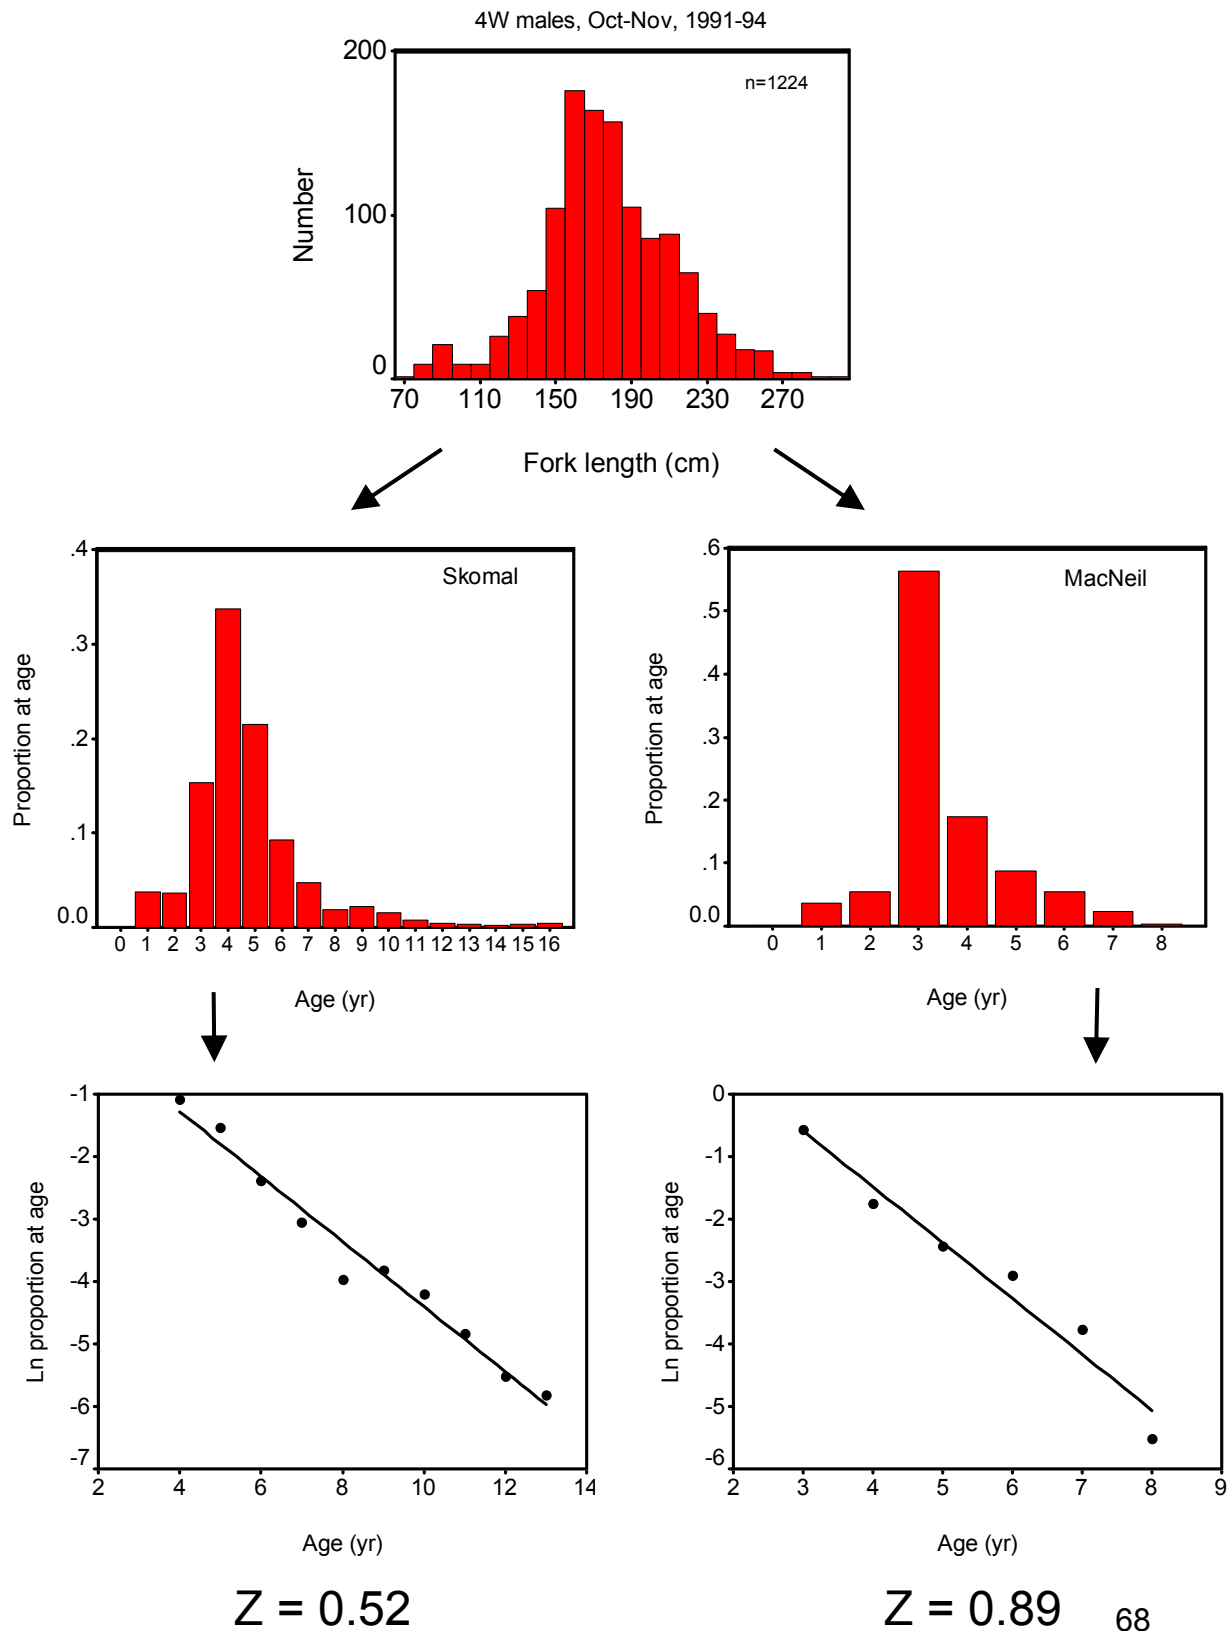 4W males, Oct-Nov, 1991-94
200
100
0
Number
n=1224
70 110 150 190 230 270
Fork length (cm)
.4
.3
.2
.1
0.0
Proportion at age
Skomal
0 1 2 3 4 5 6 7 8 9 10 11 12 13 14 15 16
Age (yr)
.6
.5
.4
.3
.2
.1
0.0
Proportion at age
MacNeil
0 1 2 3 4 5 6 7 8
Age (yr)
-1
-2
-3
-4
-5
-6
-7
Ln proportion at age
2 4 6 8 10 12 14
Age (yr)
Z = 0.52
0
-1
-2
-3
-4
-5
-6
Ln proportion at age
2 3 4 5 6 7 8 9
Age (yr)
Z = 0.89
68